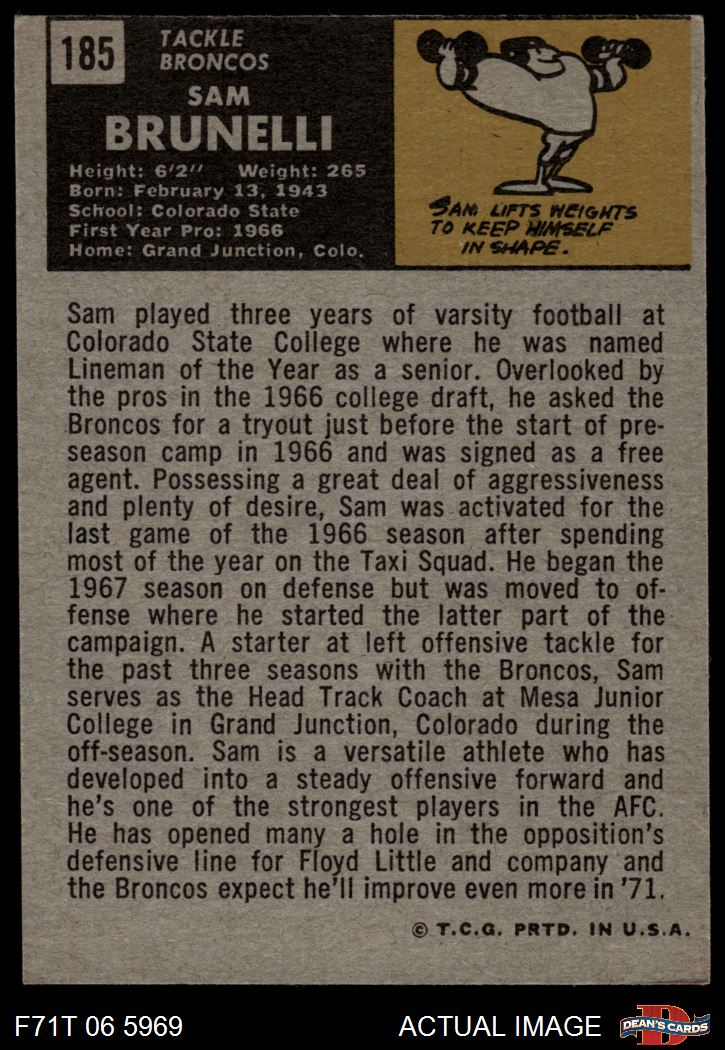 185
TACKLE
BRONCOS
SAM
BRUNELLI
Height: 6'2" Weight: 265
Born: February 13, 1943
School: Colorado State
First Year Pro: 1966
Home: Grand Junction, Colo.
SAM LIFTS WEIGHTS
TO KEEP HIMSELF
IN SHAPE.
Sam played three years of varsity football at
Colorado State College where he was named
Lineman of the Year as a senior. Overlooked by
the pros in the 1966 college draft, he asked the
Broncos for a tryout just before the start of pre-
season camp in 1966 and was signed as a free
agent. Possessing a great deal of aggressiveness
and plenty of desire, Sam was activated for the
last game of the 1966 season after spending
most of the year on the Taxi Squad. He began the
1967 season on defense but was moved to of-
fense where he started the latter part of the
campaign. A starter at left offensive tackle for
the past three seasons with the Broncos, Sam
serves as the Head Track Coach at Mesa Junior
College in Grand Junction, Colorado during the
off-season. Sam is a versatile athlete who has
developed into a steady offensive forward and
he's one of the strongest players in the AFC.
He has opened many a hole in the opposition's
defensive line for Floyd Little and company and
the Broncos expect he'll improve even more in '71.
© T.C.G. PRTD. IN U.S.A.
F71T 06 5969 ACTUAL IMAGE D DEAN'S CARDS